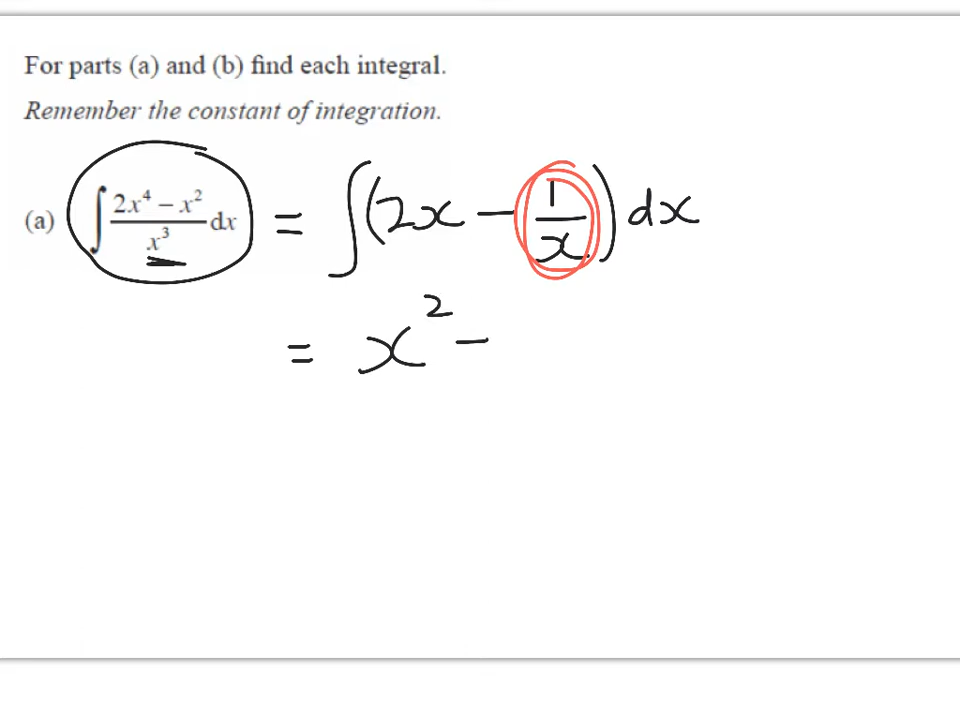 For parts (a) and (b) find each integral.
Remember the constant of integration.
(a) ∫ (2x⁴ − x²)/x³ dx = ∫(2x − 1/x) dx
= x² −